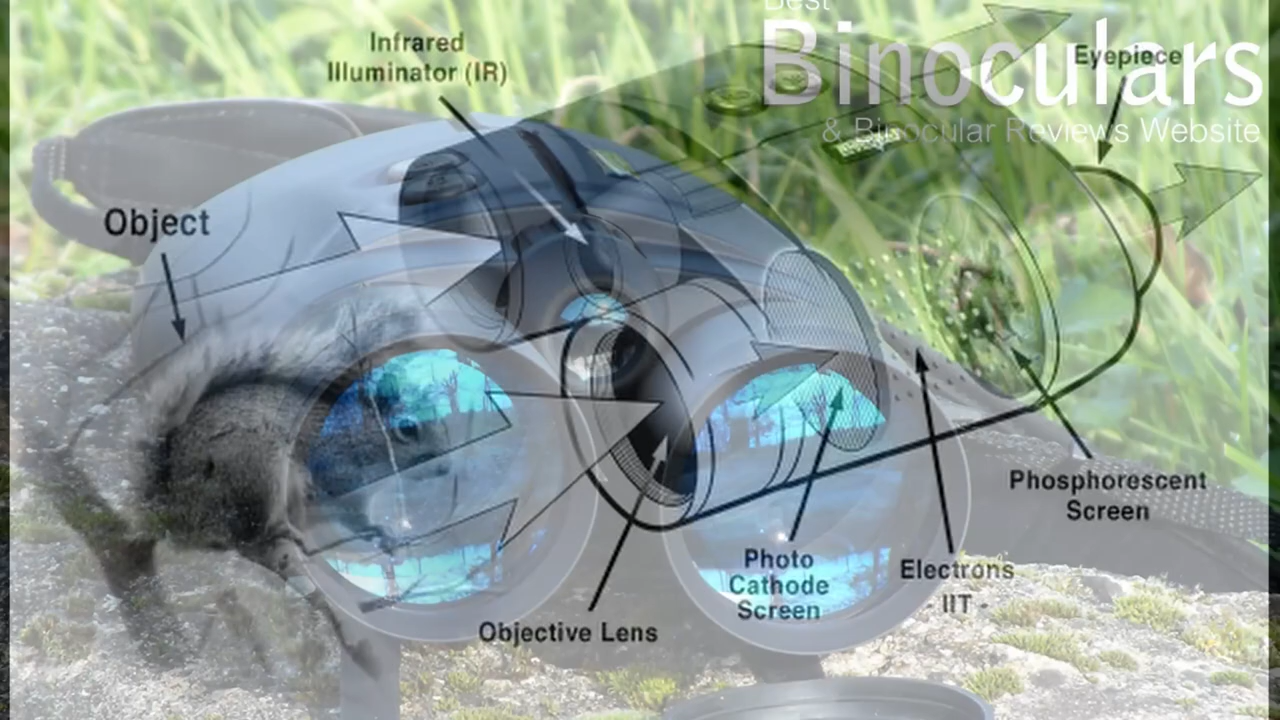 Best
Binoculars
& Binocular Reviews Website
Infrared
Illuminator (IR)
Eyepiece
Object
Phosphorescent
Screen
Photo
Cathode
Screen
Electrons
- IIT -
Objective Lens